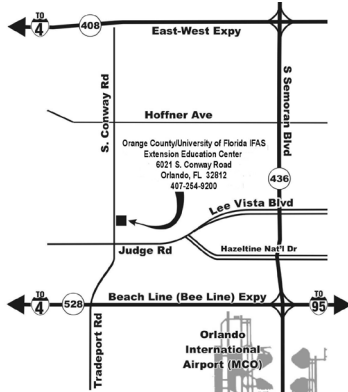 TO
4
408
East-West Expy
S. Conway Rd
S Semoran Blvd
Hoffner Ave
Orange County/University of Florida IFAS
Extension Education Center
6021 S. Conway Road
Orlando, FL 32812
407-254-9200
436
Lee Vista Blvd
Judge Rd
Hazeltine Nat'l Dr
TO
4
528
Beach Line (Bee Line) Expy
TO
95
Tradeport Rd
Orlando
International
Airport (MCO)